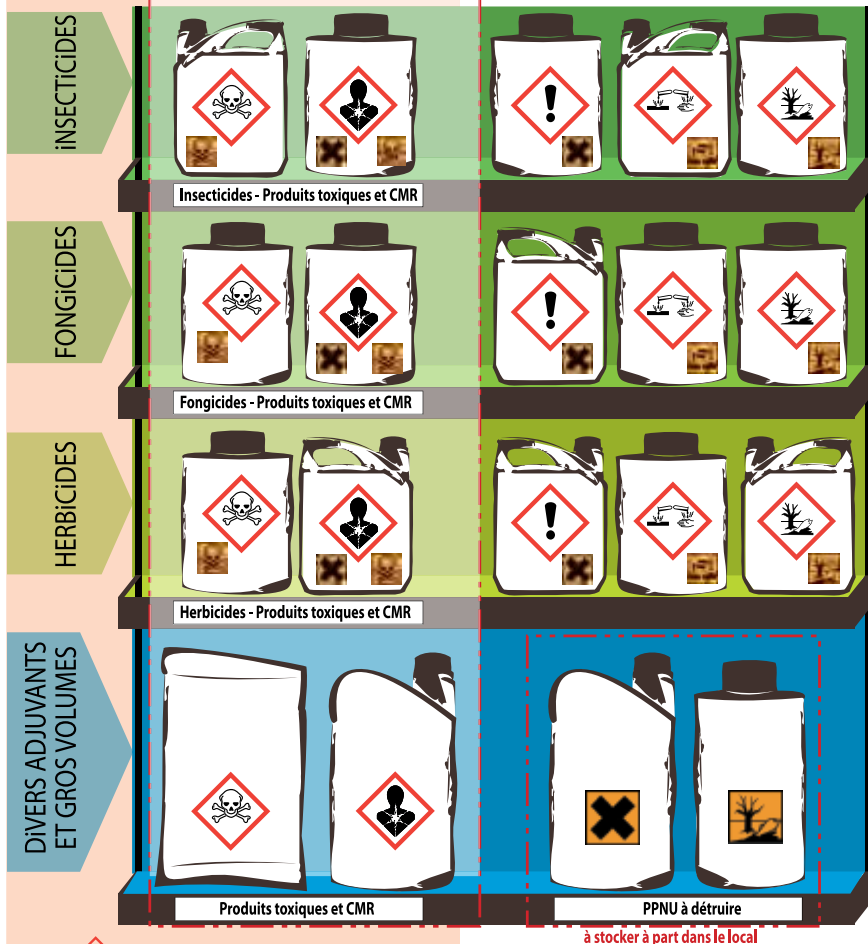 iNSECTiCiDES
Insecticides - Produits toxiques et CMR
FONGiCiDES
Fongicides - Produits toxiques et CMR
HERBiCiDES
Herbicides - Produits toxiques et CMR
DiVERS ADJUVANTS
ET GROS VOLUMES
Produits toxiques et CMR
PPNU à détruire
à stocker à part dans le local